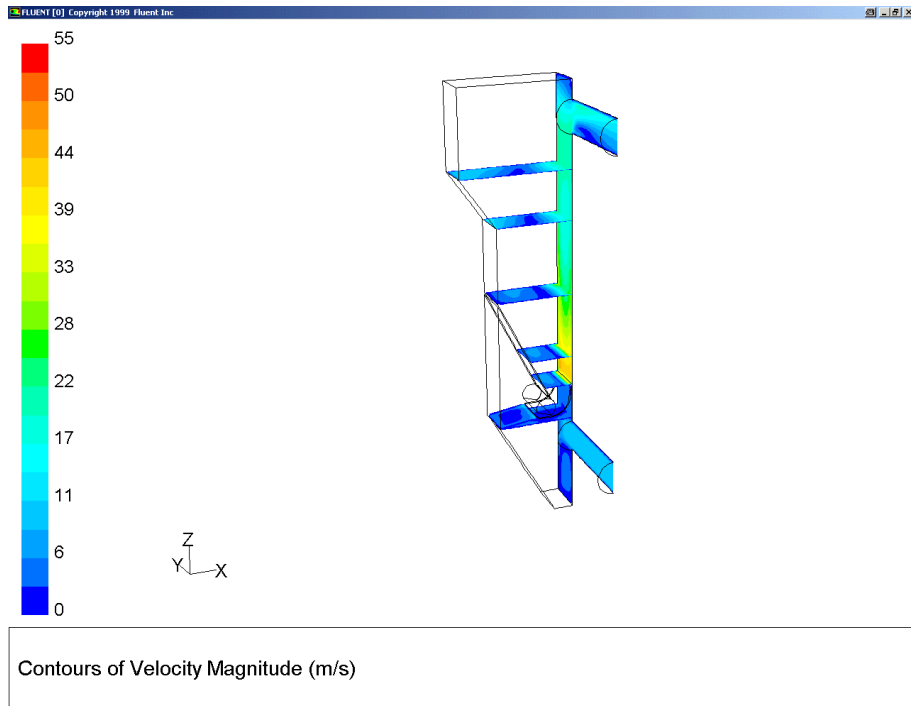 FLUENT [0] Copyright 1999 Fluent Inc
55
50
44
39
33
28
22
17
11
6
0
Z
Y
X
Contours of Velocity Magnitude (m/s)